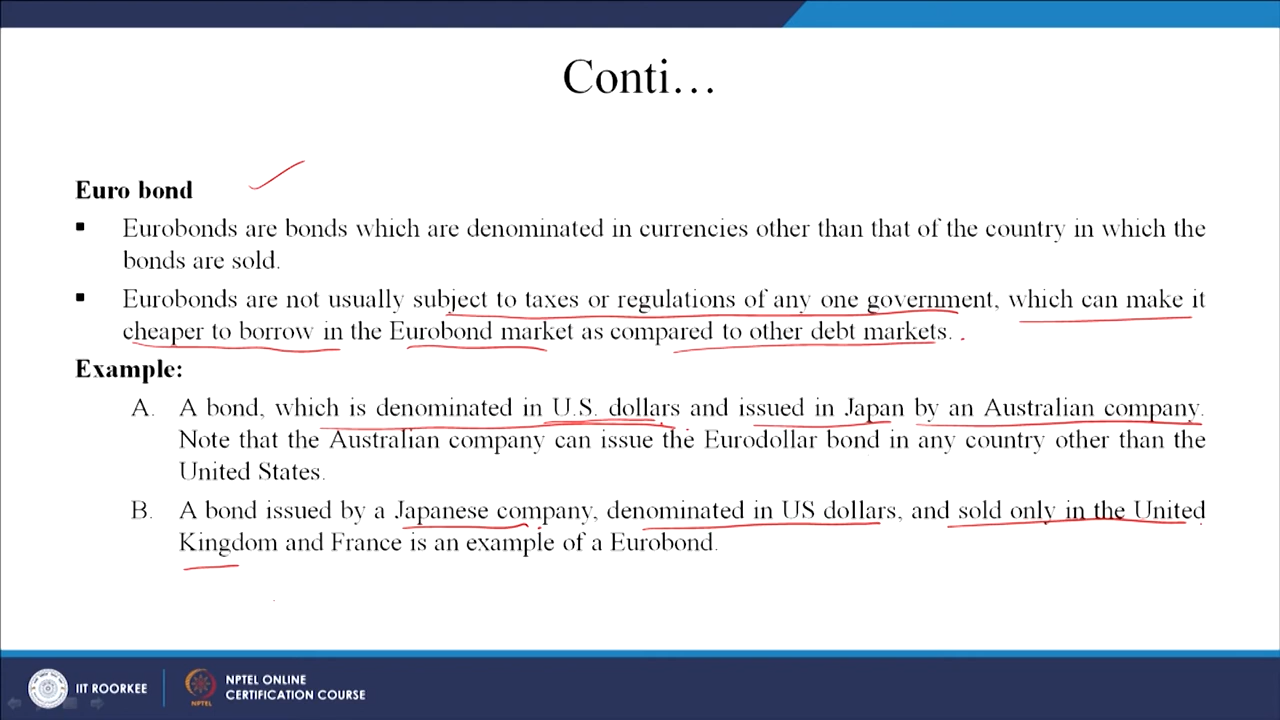 Conti…
Euro bond
▪ Eurobonds are bonds which are denominated in currencies other than that of the country in which the
bonds are sold.
▪ Eurobonds are not usually subject to taxes or regulations of any one government, which can make it
cheaper to borrow in the Eurobond market as compared to other debt markets.
Example:
A. A bond, which is denominated in U.S. dollars and issued in Japan by an Australian company.
Note that the Australian company can issue the Eurodollar bond in any country other than the
United States.
B. A bond issued by a Japanese company, denominated in US dollars, and sold only in the United
Kingdom and France is an example of a Eurobond.
IIT ROORKEE
NPTEL
NPTEL ONLINE
CERTIFICATION COURSE